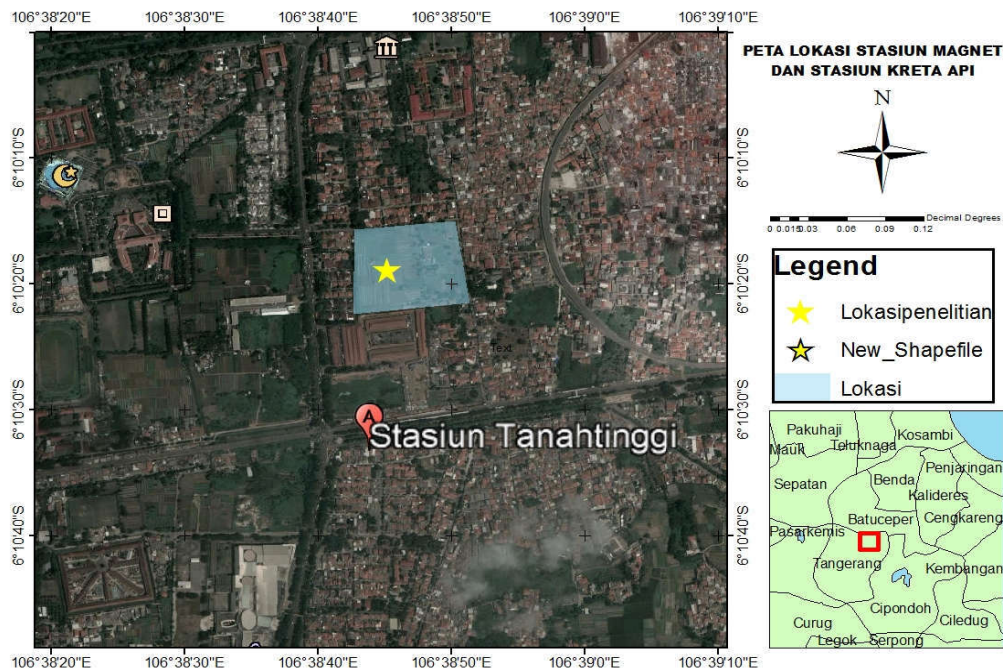 106°38'20"E 106°38'30"E 106°38'40"E 106°38'50"E 106°39'0"E 106°39'10"E
6°10'10"S
6°10'20"S
6°10'30"S
6°10'40"S
Text
A
Stasiun Tanahtinggi
6°10'10"S
6°10'20"S
6°10'30"S
6°10'40"S
106°38'20"E 106°38'30"E 106°38'40"E 106°38'50"E 106°39'0"E 106°39'10"E
PETA LOKASI STASIUN MAGNET
DAN STASIUN KRETA API
N
Decimal Degrees
0 0.0150.03 0.06 0.09 0.12
Legend
Lokasipenelitian
New_Shapefile
Lokasi
Pakuhaji
Kosambi
Mauk
Teluknaga
Penjaringan
Sepatan
Benda
Kalideres
Batuceper
Cengkareng
Pasarkemis
Tangerang
Kembangan
Cipondoh
Curug
Ciledug
Legok
Serpong